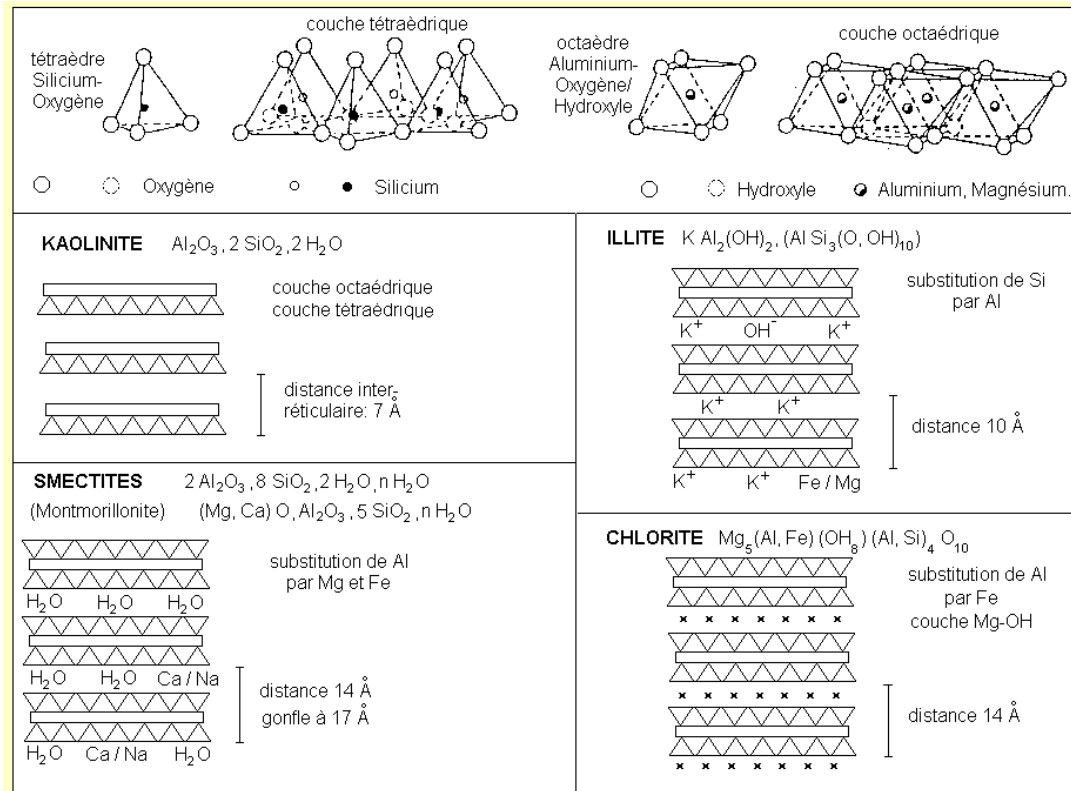 couche tétraèdrique
tétraèdre
Silicium-
Oxygène
octaèdre
Aluminium-
Oxygène/
Hydroxyle
couche octaédrique
Oxygène
Silicium
Hydroxyle
Aluminium, Magnésium.
KAOLINITE Al₂O₃, 2 SiO₂, 2 H₂O
couche octaédrique
couche tétraèdrique
distance inter-
réticulaire: 7 Å
ILLITE K Al₂(OH)₂, (Al Si₃(O, OH)₁₀)
substitution de Si
par Al
K⁺ OH⁻ K⁺
K⁺ K⁺
distance 10 Å
K⁺ K⁺ Fe / Mg
SMECTITES 2 Al₂O₃, 8 SiO₂, 2 H₂O, n H₂O
(Montmorillonite) (Mg, Ca) O, Al₂O₃, 5 SiO₂, n H₂O
substitution de Al
par Mg et Fe
H₂O H₂O H₂O
H₂O H₂O Ca / Na
distance 14 Å
gonfle à 17 Å
H₂O Ca / Na H₂O
CHLORITE Mg₅(Al, Fe) (OH₈) (Al, Si)₄ O₁₀
substitution de Al
par Fe
couche Mg-OH
distance 14 Å